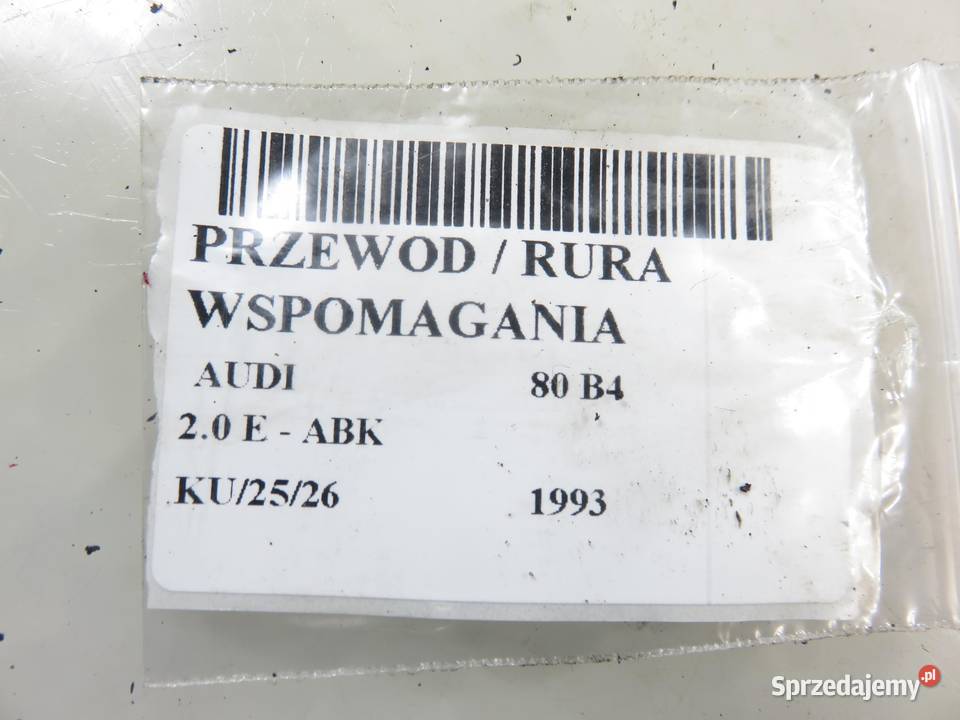 PRZEWOD / RURA
WSPOMAGANIA
AUDI 80 B4
2.0 E - ABK
KU/25/26 1993
Sprzedajemy.pl